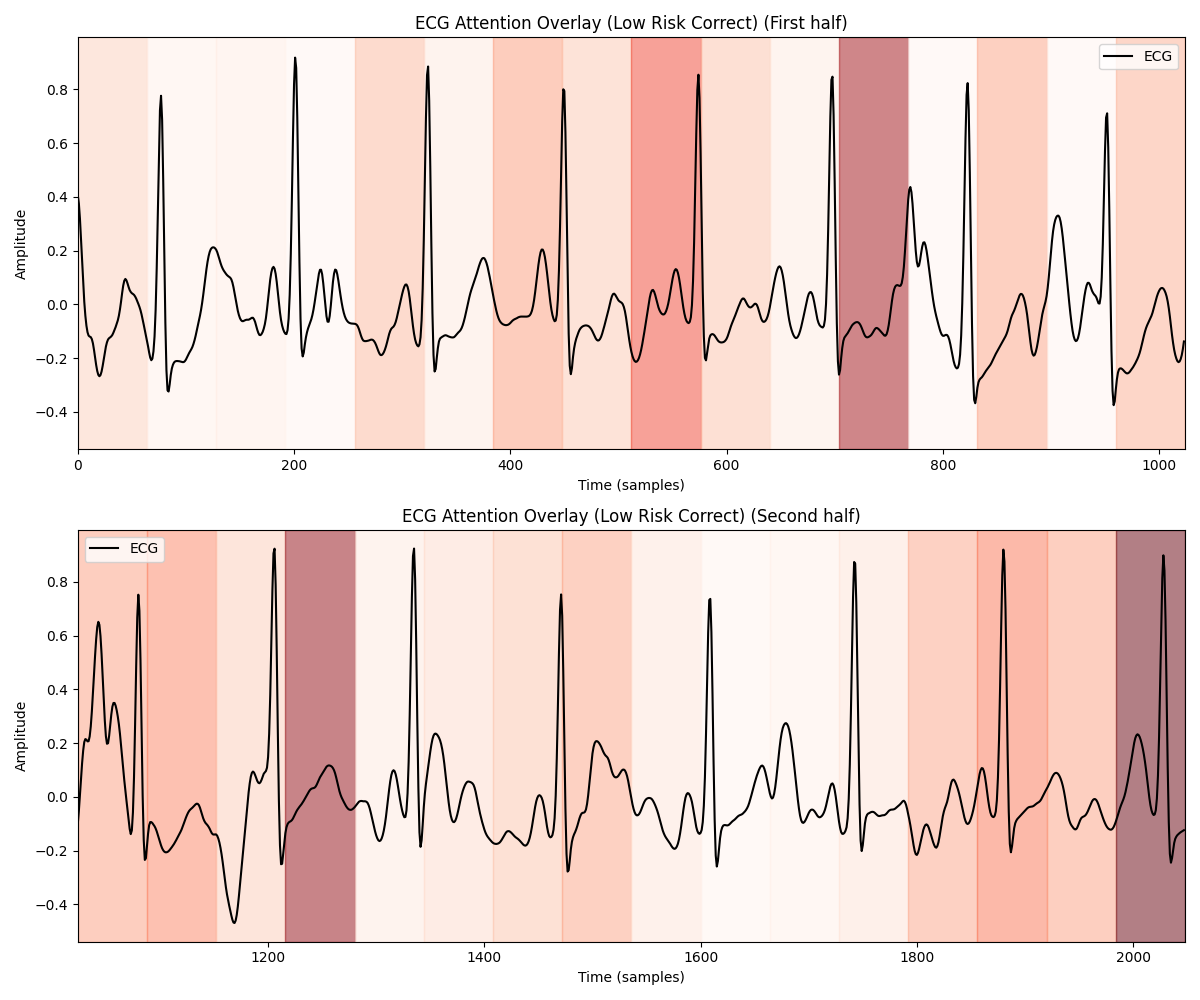 ECG Attention Overlay (Low Risk Correct) (First half)
ECG
Amplitude
0.8
0.6
0.4
0.2
0.0
−0.2
−0.4
0 200 400 600 800 1000
Time (samples)
ECG Attention Overlay (Low Risk Correct) (Second half)
ECG
Amplitude
0.8
0.6
0.4
0.2
0.0
−0.2
−0.4
1200 1400 1600 1800 2000
Time (samples)